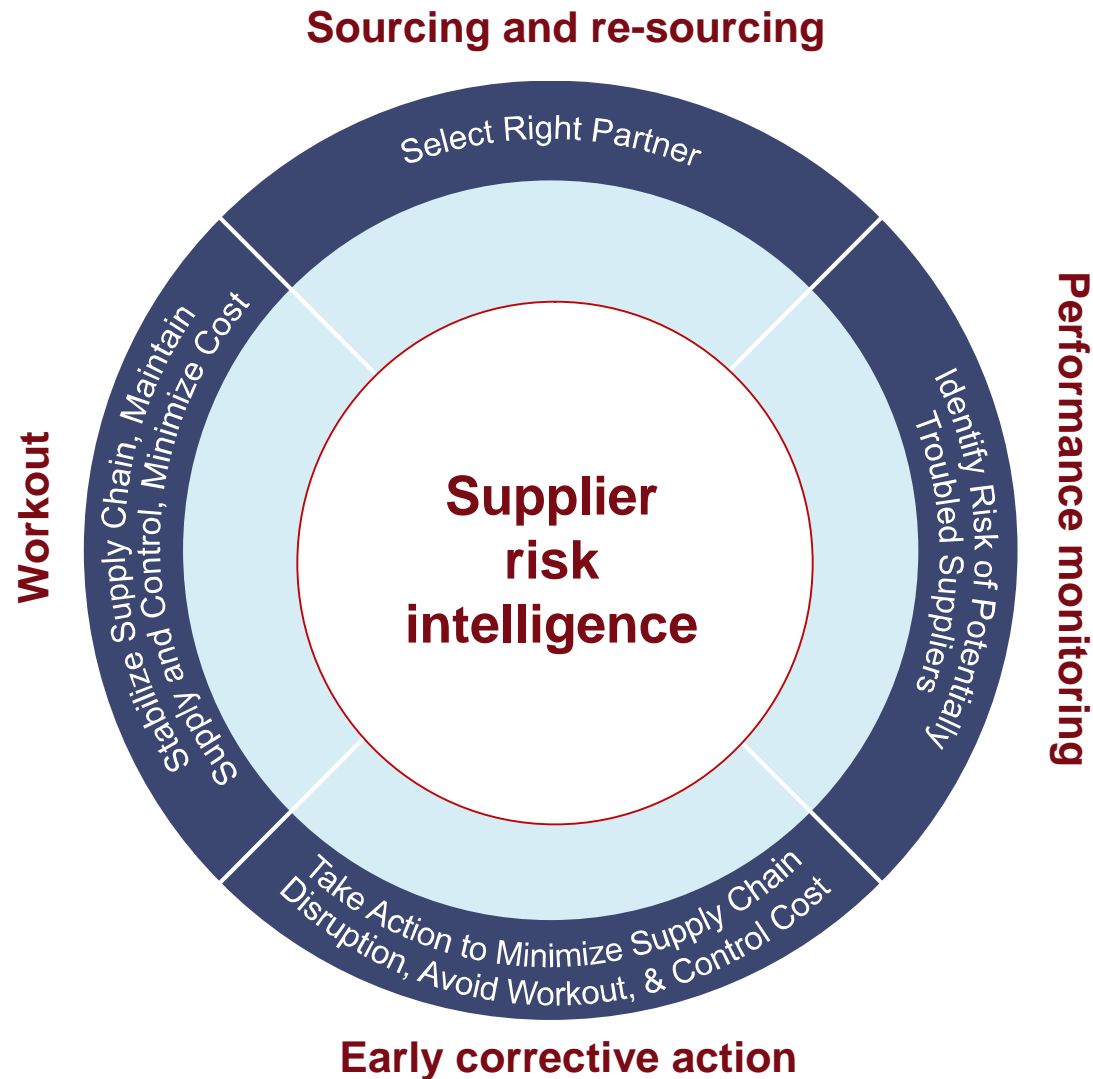 Sourcing and re-sourcing
Select Right Partner
Performance monitoring
Identify Risk of Potentially
Troubled Suppliers
Supplier
risk
intelligence
Workout
Stabilize Supply Chain, Maintain
Supply and Control, Minimize Cost
Take Action to Minimize Supply Chain
Disruption, Avoid Workout, & Control Cost
Early corrective action